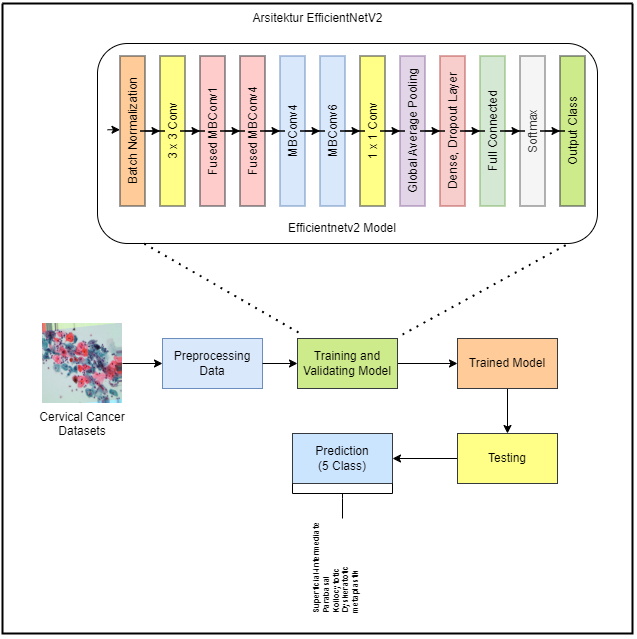 Arsitektur EfficientNetV2
Batch Normalization
3 x 3 Conv
Fused MBConv1
Fused MBConv4
MBConv4
MBConv6
1 x 1 Conv
Global Average Pooling
Dense, Dropout Layer
Full Connected
Softmax
Output Class
Efficientnetv2 Model
Preprocessing
Data
Training and
Validating Model
Trained Model
Cervical Cancer
Datasets
Prediction
(5 Class)
Testing
Superficial-Intermediate
Parabasal
Dyskeratotic
metaplastik